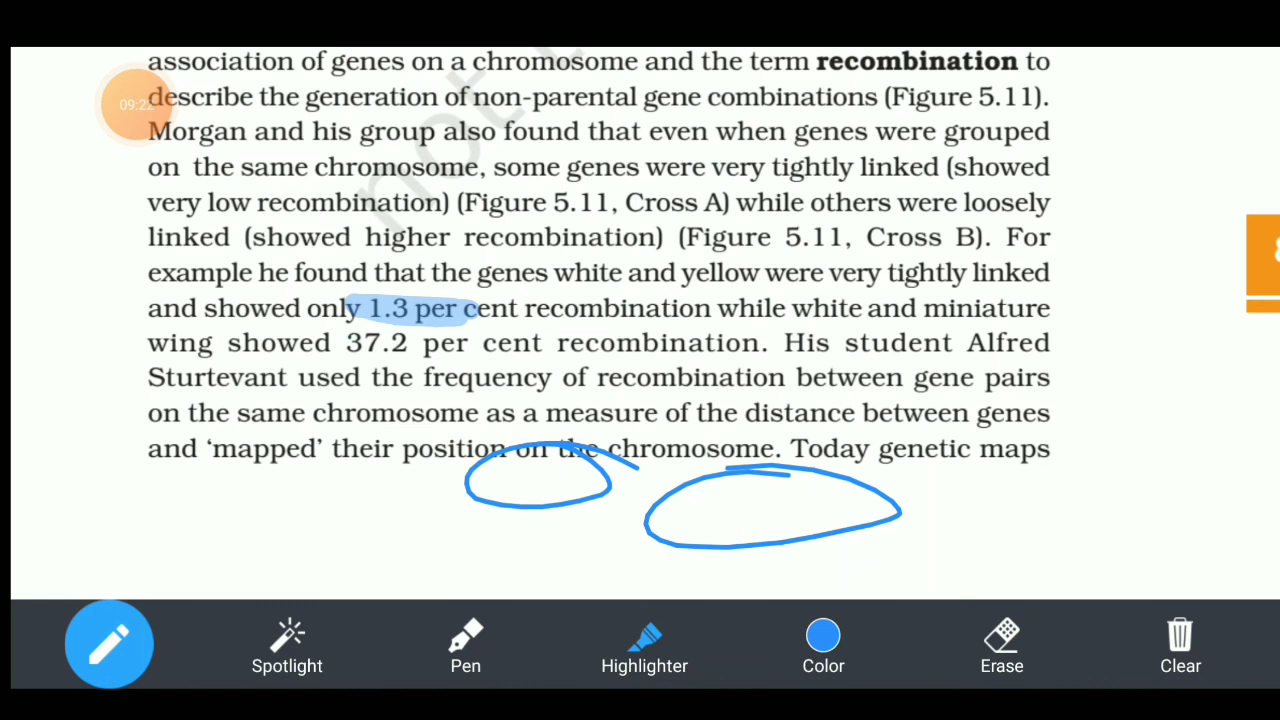 association of genes on a chromosome and the term recombination to
09:22
describe the generation of non-parental gene combinations (Figure 5.11).
Morgan and his group also found that even when genes were grouped
on the same chromosome, some genes were very tightly linked (showed
very low recombination) (Figure 5.11, Cross A) while others were loosely
linked (showed higher recombination) (Figure 5.11, Cross B). For
example he found that the genes white and yellow were very tightly linked
and showed only 1.3 per cent recombination while white and miniature
wing showed 37.2 per cent recombination. His student Alfred
Sturtevant used the frequency of recombination between gene pairs
on the same chromosome as a measure of the distance between genes
and ‘mapped’ their position on the chromosome. Today genetic maps
not
Spotlight Pen Highlighter Color Erase Clear